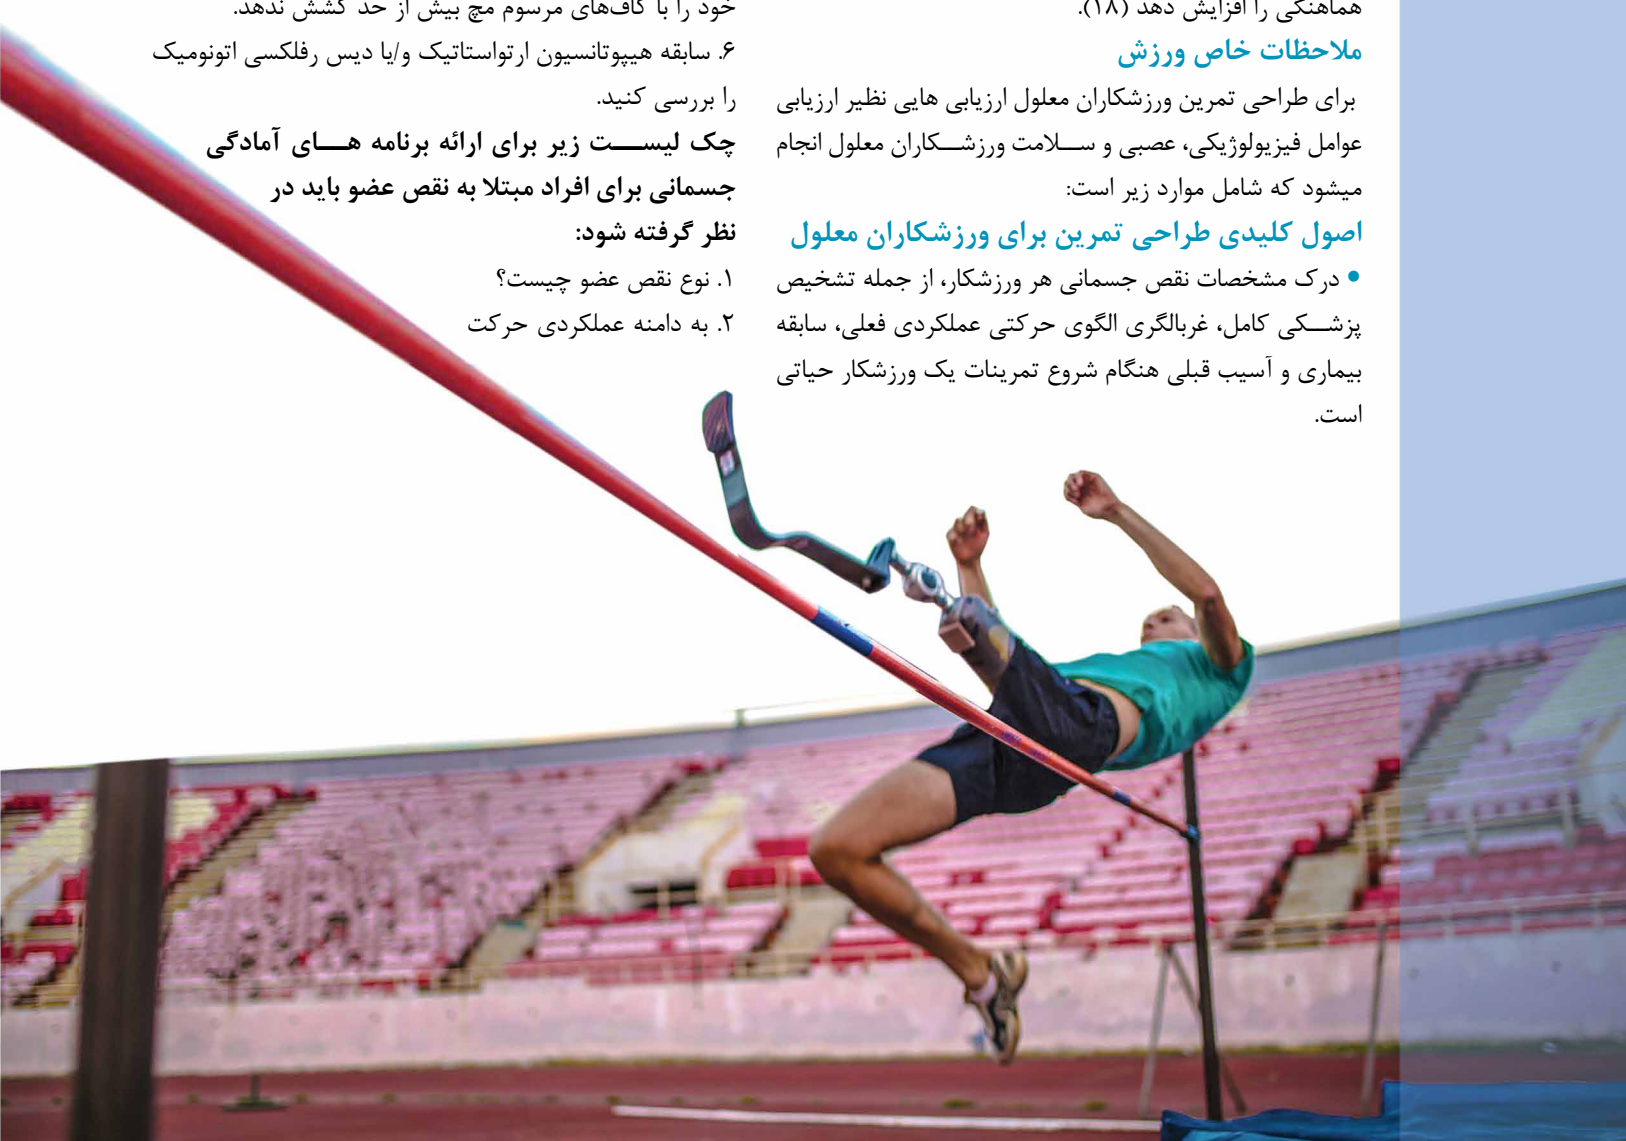 هماهنگی را افزایش دهد (۱۸).
ملاحظات خاص ورزش
برای طراحی تمرین ورزشکاران معلول ارزیابی هایی نظیر ارزیابی
عوامل فیزیولوژیکی، عصبی و سلامت ورزشکاران معلول انجام
میشود که شامل موارد زیر است:
اصول کلیدی طراحی تمرین برای ورزشکاران معلول
• درک مشخصات نقص جسمانی هر ورزشکار، از جمله تشخیص
پزشکی کامل، غربالگری الگوی حرکتی عملکردی فعلی، سابقه
بیماری و آسیب قبلی هنگام شروع تمرینات یک ورزشکار حیاتی
است.
خود را با کاف‌های مرسوم مچ بیش از حد کشش ندهد.
۶. سابقه هیپوتانسیون ارتواستاتیک و/یا دیس رفلکسی اتونومیک
را بررسی کنید.
چک لیست زیر برای ارائه برنامه های آمادگی
جسمانی برای افراد مبتلا به نقص عضو باید در
نظر گرفته شود:
۱. نوع نقص عضو چیست؟
۲. به دامنه عملکردی حرکت